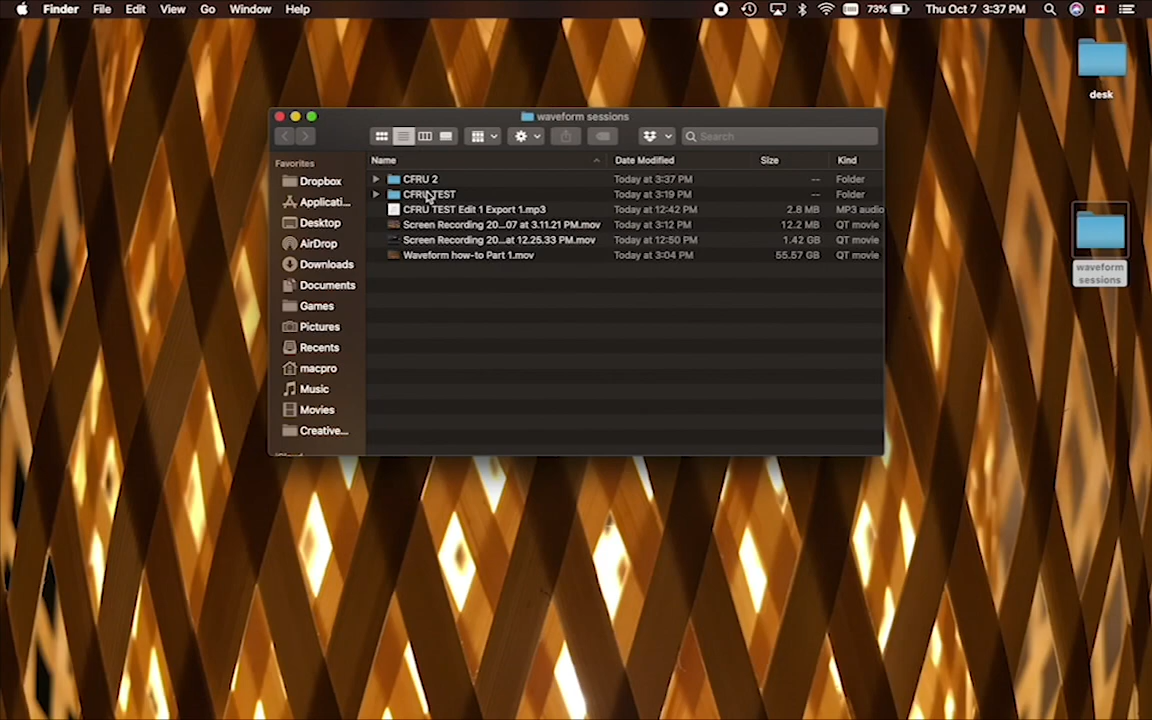 Finder File Edit View Go Window Help 73% Thu Oct 7 3:37 PM
desk
waveform sessions
Search
Favorites
Dropbox
Applicati...
Desktop
AirDrop
Downloads
Documents
Games
Pictures
Recents
macpro
Music
Movies
Creative...
Name Date Modified Size Kind
CFRU 2 Today at 3:37 PM -- Folder
CFRU TEST Today at 3:19 PM -- Folder
CFRU TEST Edit 1 Export 1.mp3 Today at 12:42 PM 2.8 MB MP3 audio
Screen Recording 20...07 at 3.11.21 PM.mov Today at 3:12 PM 12.2 MB QT movie
Screen Recording 20...at 12.25.33 PM.mov Today at 12:50 PM 1.42 GB QT movie
Waveform how-to Part 1.mov Today at 3:04 PM 55.57 GB QT movie
waveform
sessions